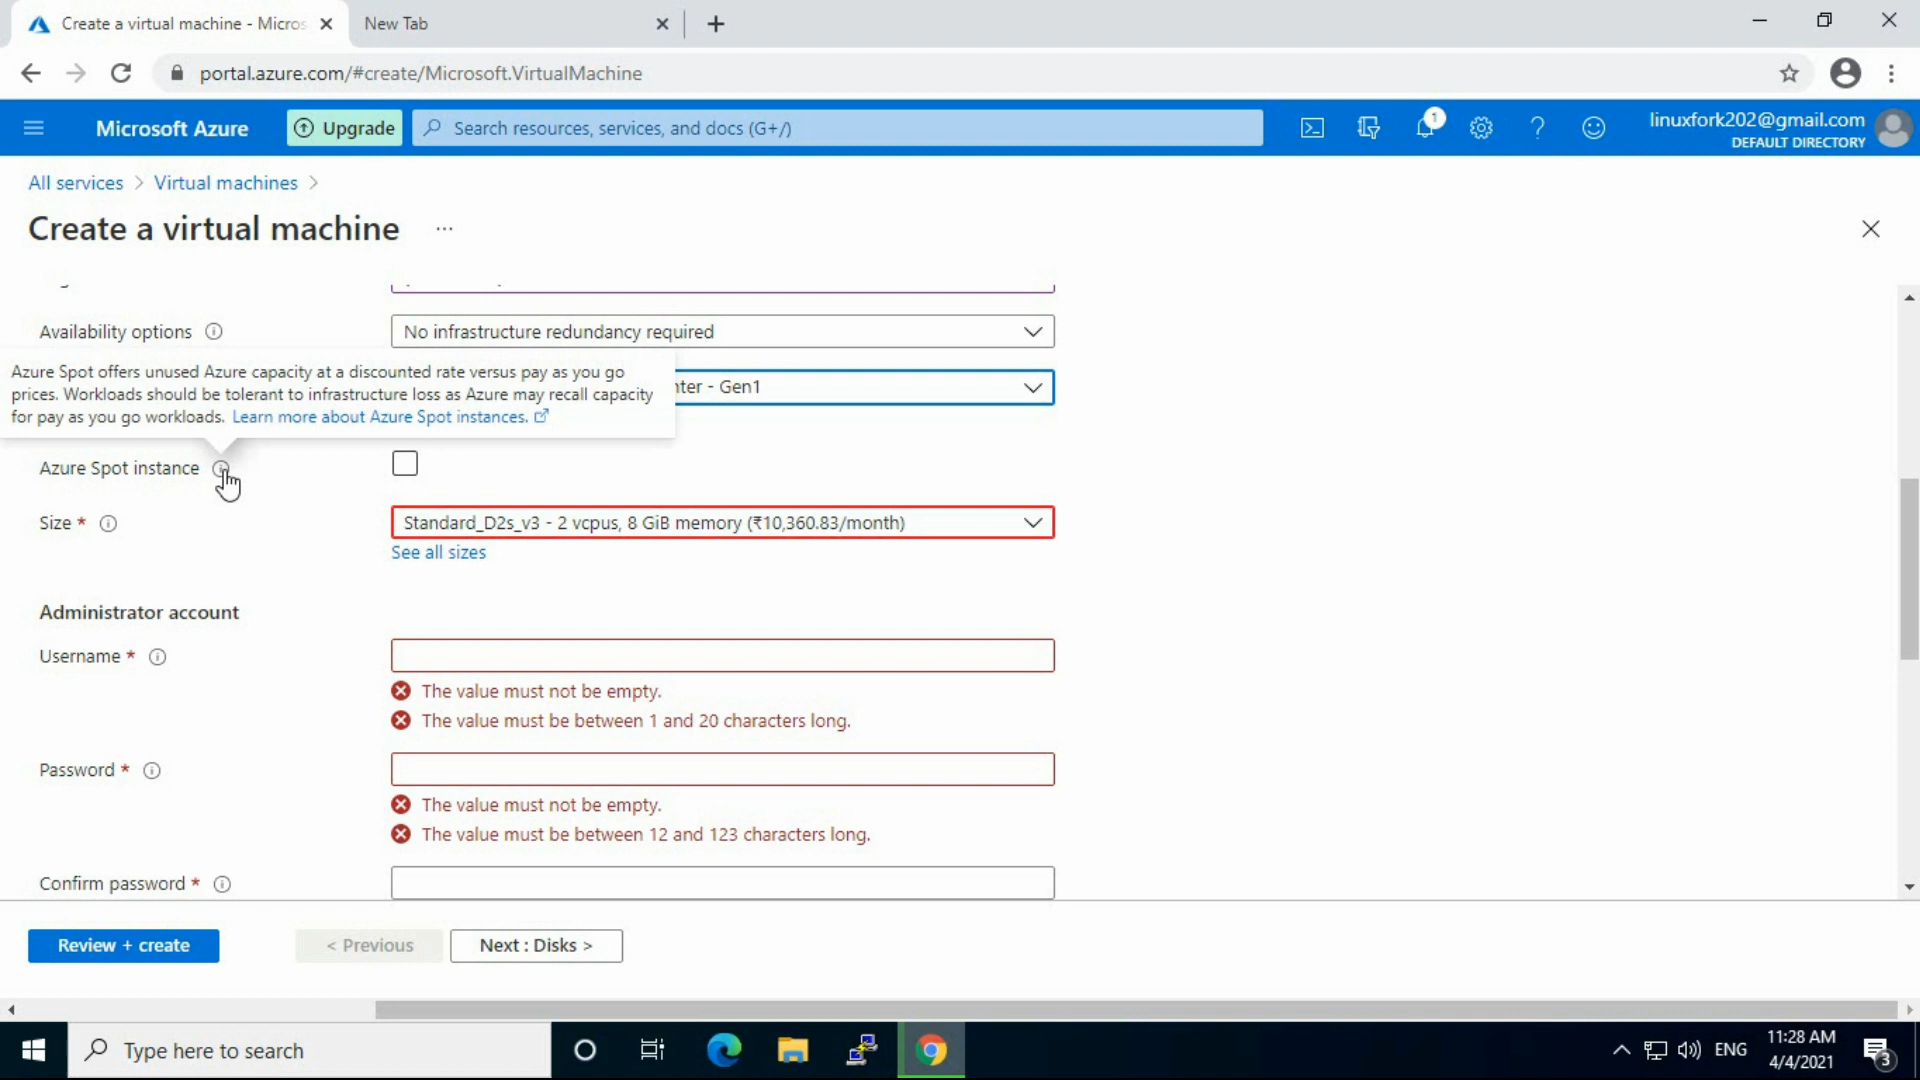 Create a virtual machine - Micros
New Tab
portal.azure.com/#create/Microsoft.VirtualMachine
Microsoft Azure
Upgrade
Search resources, services, and docs (G+/)
1
linuxfork202@gmail.com
DEFAULT DIRECTORY
All services > Virtual machines >
Create a virtual machine ...
Availability options
No infrastructure redundancy required
Azure Spot offers unused Azure capacity at a discounted rate versus pay as you go
prices. Workloads should be tolerant to infrastructure loss as Azure may recall capacity
for pay as you go workloads. Learn more about Azure Spot instances.
nter - Gen1
Azure Spot instance
Size *
Standard_D2s_v3 - 2 vcpus, 8 GiB memory (₹10,360.83/month)
See all sizes
Administrator account
Username *
The value must not be empty.
The value must be between 1 and 20 characters long.
Password *
The value must not be empty.
The value must be between 12 and 123 characters long.
Confirm password *
Review + create
< Previous
Next : Disks >
Type here to search
ENG
11:28 AM
4/4/2021
3